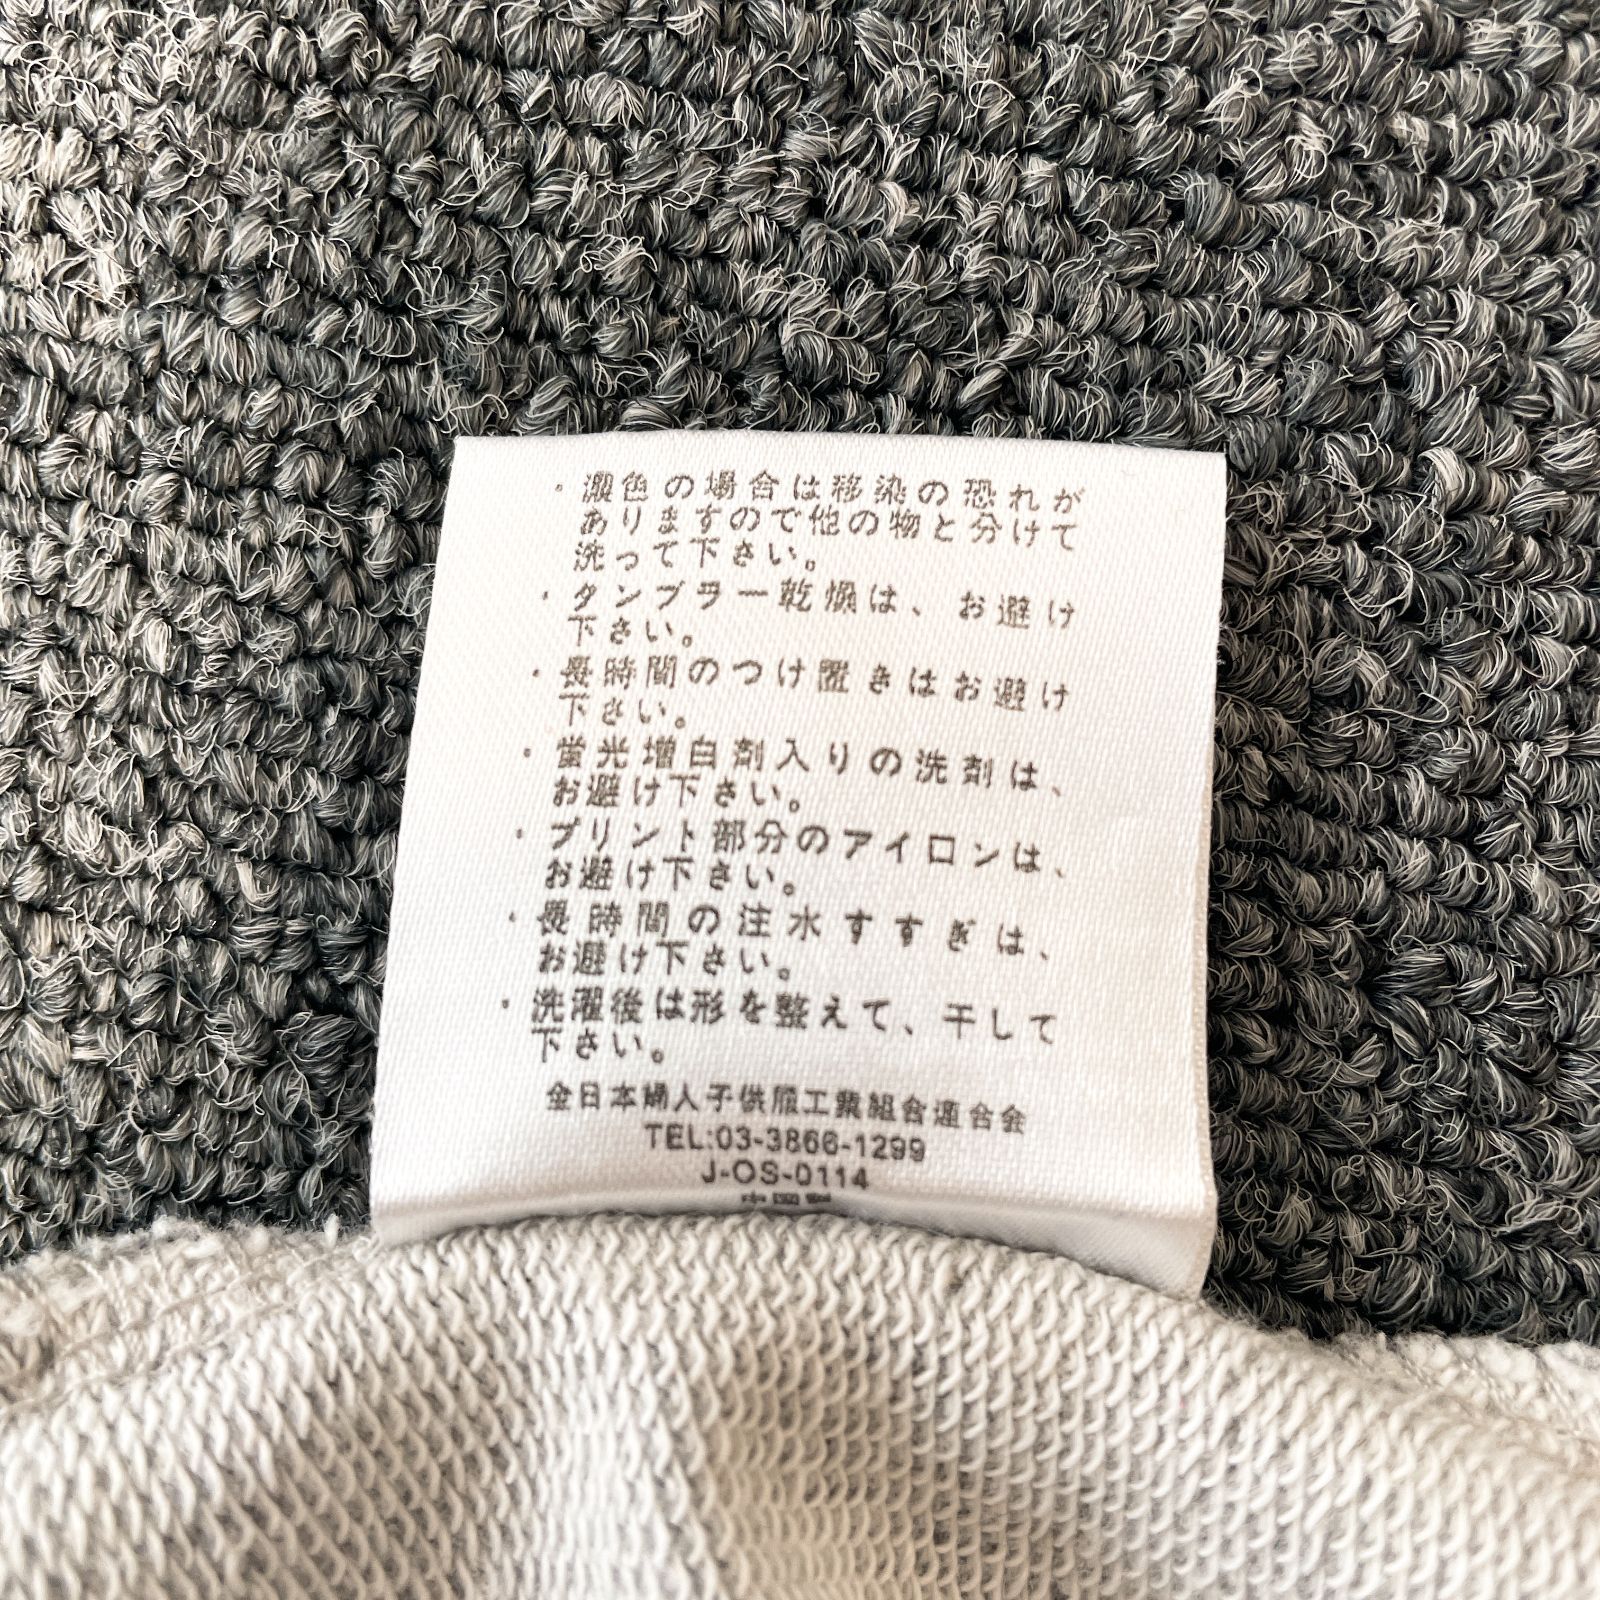 ・濃色の場合は移染の恐れが
ありますので他の物と分けて
洗って下さい。
・タンブラー乾燥は、お避け
下さい。
・長時間のつけ置きはお避け
下さい。
・蛍光増白剤入りの洗剤は、
お避け下さい。
・プリント部分のアイロンは、
お避け下さい。
・長時間の注水すすぎは、
お避け下さい。
・洗濯後は形を整えて、干して
下さい。
全日本婦人子供服工業組合連合会
TEL:03-3866-1299
J-OS-0114
中国製